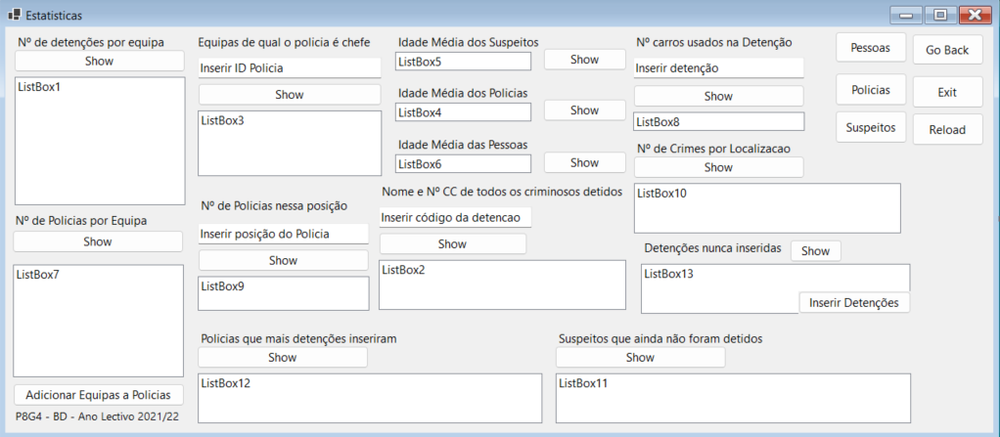 Estatisticas
Nº de detenções por equipa
Show
ListBox1
Nº de Policias por Equipa
Show
ListBox7
Adicionar Equipas a Policias
P8G4 - BD - Ano Lectivo 2021/22
Equipas de qual o policia é chefe
Inserir ID Policia
Show
ListBox3
Nº de Policias nessa posição
Inserir posição do Policia
Show
ListBox9
Idade Média dos Suspeitos
ListBox5
Show
Idade Média dos Policias
ListBox4
Show
Idade Média das Pessoas
ListBox6
Show
Nome e Nº CC de todos os criminosos detidos
Inserir código da detencao
Show
ListBox2
Nº carros usados na Detenção
Inserir detenção
Show
ListBox8
Nº de Crimes por Localizacao
Show
ListBox10
Detenções nunca inseridas
Show
ListBox13
Inserir Detenções
Pessoas
Go Back
Policias
Exit
Suspeitos
Reload
Policias que mais detenções inseriram
Show
ListBox12
Suspeitos que ainda não foram detidos
Show
ListBox11